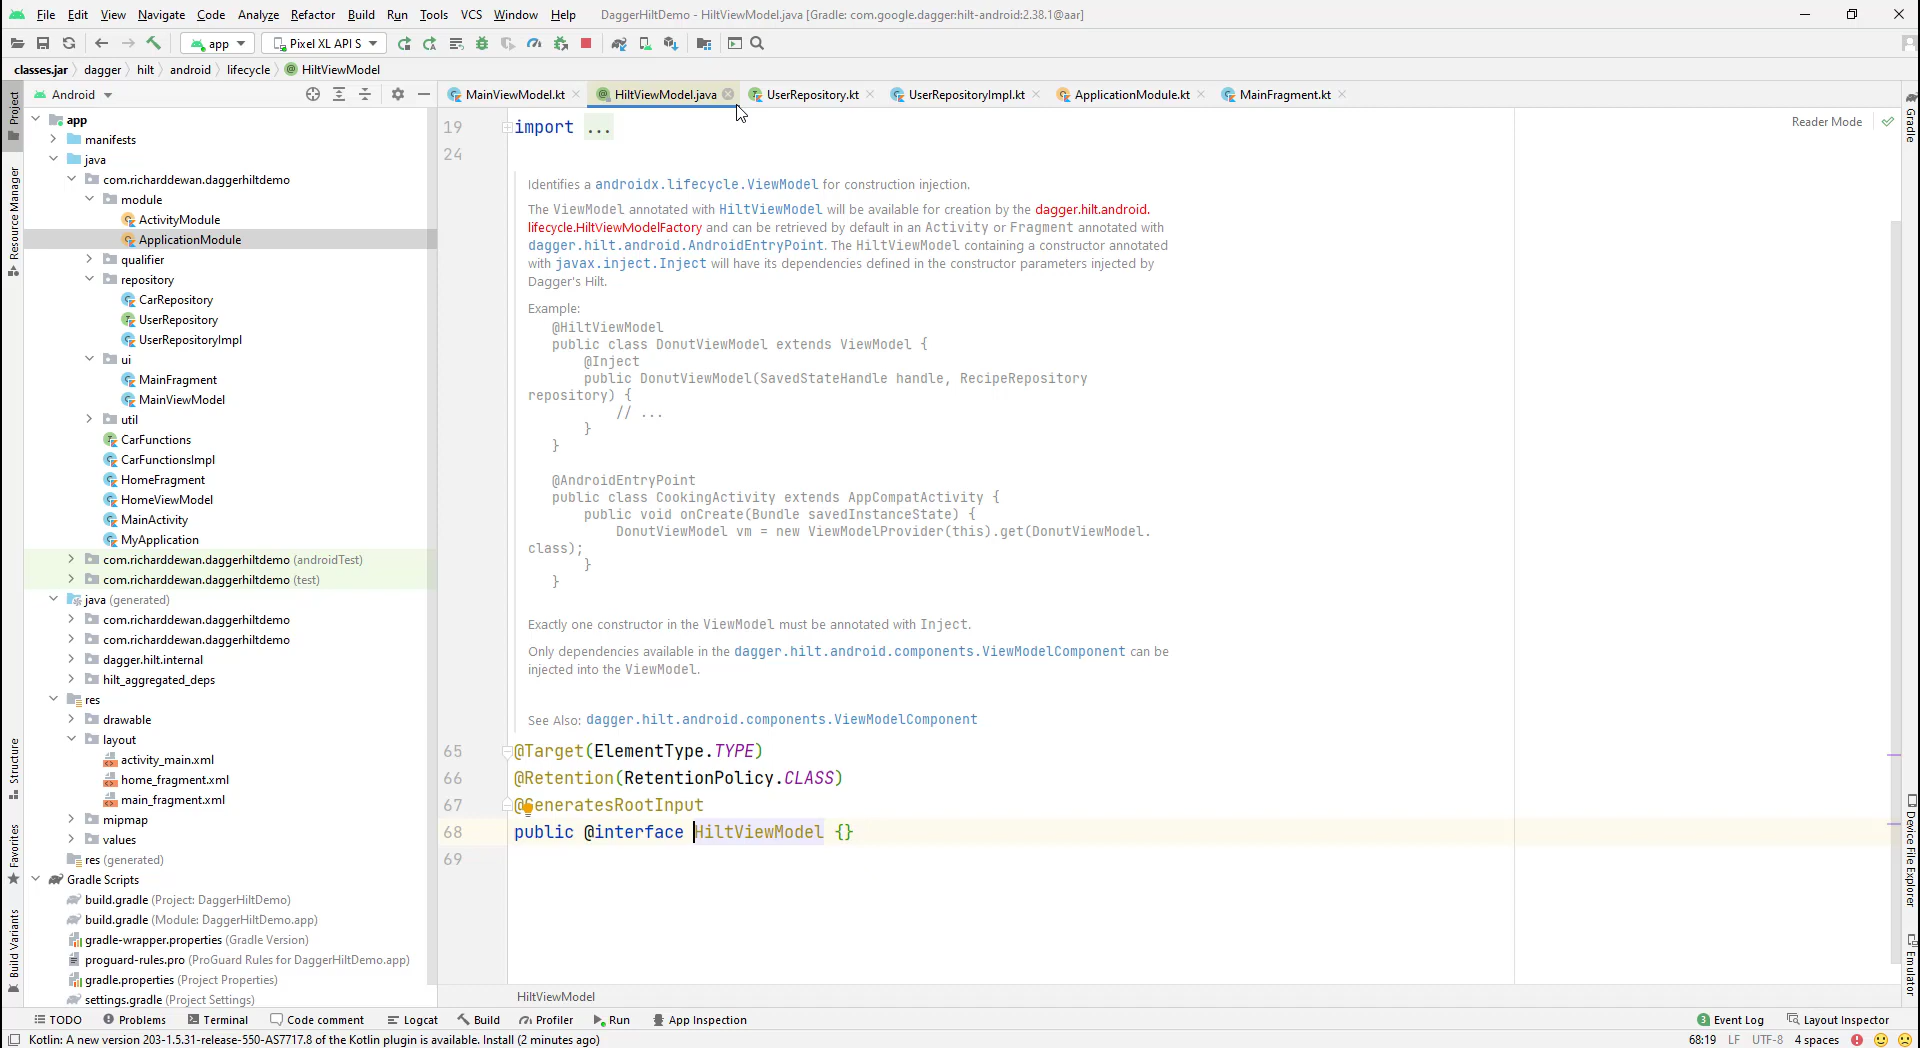 File Edit View Navigate Code Analyze Refactor Build Run Tools VCS Window Help DaggerHiltDemo - HiltViewModel.java [Gradle: com.google.dagger:hilt-android:2.38.1@aar]
app Pixel XL API S
classes.jar dagger hilt android lifecycle HiltViewModel
Project
Resource Manager
Structure
Favorites
Build Variants
Android
app
manifests
java
com.richarddewan.daggerhiltdemo
module
ActivityModule
ApplicationModule
qualifier
repository
CarRepository
UserRepository
UserRepositoryImpl
ui
MainFragment
MainViewModel
util
CarFunctions
CarFunctionsImpl
HomeFragment
HomeViewModel
MainActivity
MyApplication
com.richarddewan.daggerhiltdemo (androidTest)
com.richarddewan.daggerhiltdemo (test)
java (generated)
com.richarddewan.daggerhiltdemo
com.richarddewan.daggerhiltdemo
dagger.hilt.internal
hilt_aggregated_deps
res
drawable
layout
activity_main.xml
home_fragment.xml
main_fragment.xml
mipmap
values
res (generated)
Gradle Scripts
build.gradle (Project: DaggerHiltDemo)
build.gradle (Module: DaggerHiltDemo.app)
gradle-wrapper.properties (Gradle Version)
proguard-rules.pro (ProGuard Rules for DaggerHiltDemo.app)
gradle.properties (Project Properties)
settings.gradle (Project Settings)
MainViewModel.kt HiltViewModel.java UserRepository.kt UserRepositoryImpl.kt ApplicationModule.kt MainFragment.kt
Reader Mode
19 import ...
24
Identifies a androidx.lifecycle.ViewModel for construction injection.
The ViewModel annotated with HiltViewModel will be available for creation by the dagger.hilt.android.
lifecycle.HiltViewModelFactory and can be retrieved by default in an Activity or Fragment annotated with
dagger.hilt.android.AndroidEntryPoint. The HiltViewModel containing a constructor annotated
with javax.inject.Inject will have its dependencies defined in the constructor parameters injected by
Dagger's Hilt.
Example:
@HiltViewModel
public class DonutViewModel extends ViewModel {
@Inject
public DonutViewModel(SavedStateHandle handle, RecipeRepository
repository) {
// ...
}
}
@AndroidEntryPoint
public class CookingActivity extends AppCompatActivity {
public void onCreate(Bundle savedInstanceState) {
DonutViewModel vm = new ViewModelProvider(this).get(DonutViewModel.
class);
}
}
Exactly one constructor in the ViewModel must be annotated with Inject.
Only dependencies available in the dagger.hilt.android.components.ViewModelComponent can be
injected into the ViewModel.
See Also: dagger.hilt.android.components.ViewModelComponent
65 @Target(ElementType.TYPE)
66 @Retention(RetentionPolicy.CLASS)
67 @GeneratesRootInput
68 public @interface HiltViewModel {}
69
HiltViewModel
Gradle
Device File Explorer
Emulator
TODO Problems Terminal Code comment Logcat Build Profiler Run App Inspection 3 Event Log Layout Inspector
Kotlin: A new version 203-1.5.31-release-550-AS7717.8 of the Kotlin plugin is available. Install (2 minutes ago) 68:19 LF UTF-8 4 spaces